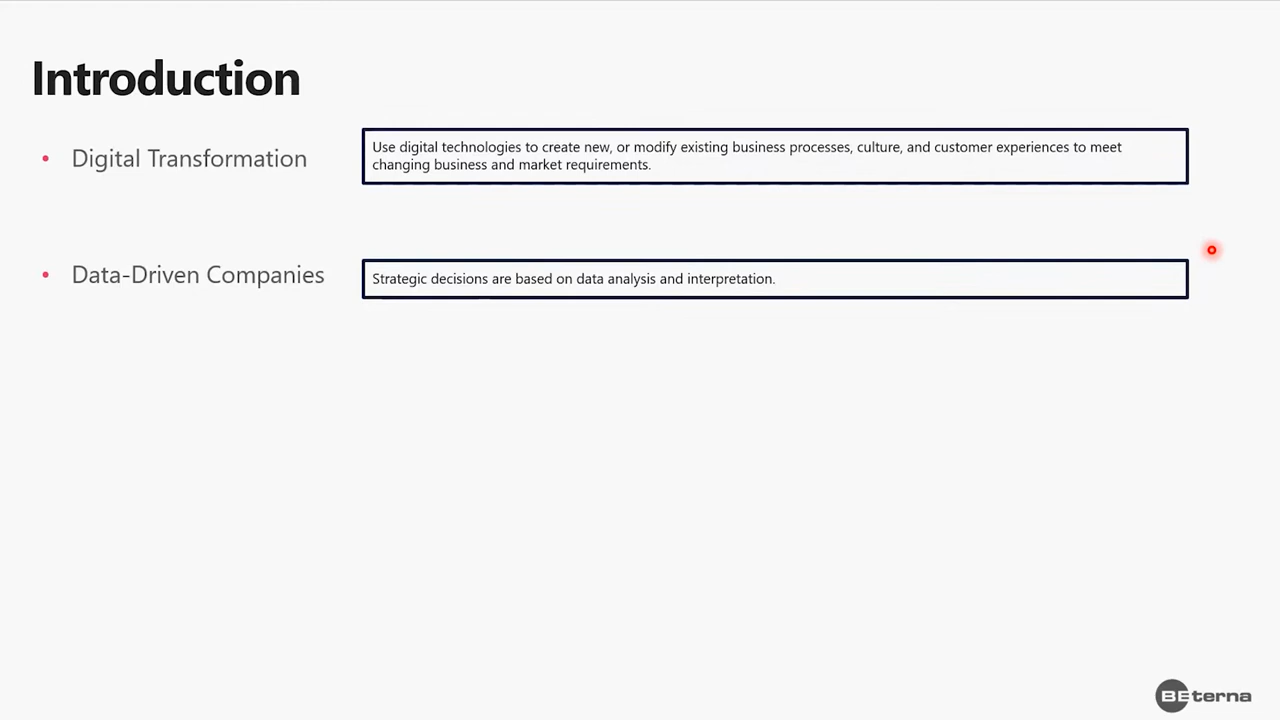 Introduction
• Digital Transformation
Use digital technologies to create new, or modify existing business processes, culture, and customer experiences to meet
changing business and market requirements.
• Data-Driven Companies
Strategic decisions are based on data analysis and interpretation.
BEterna